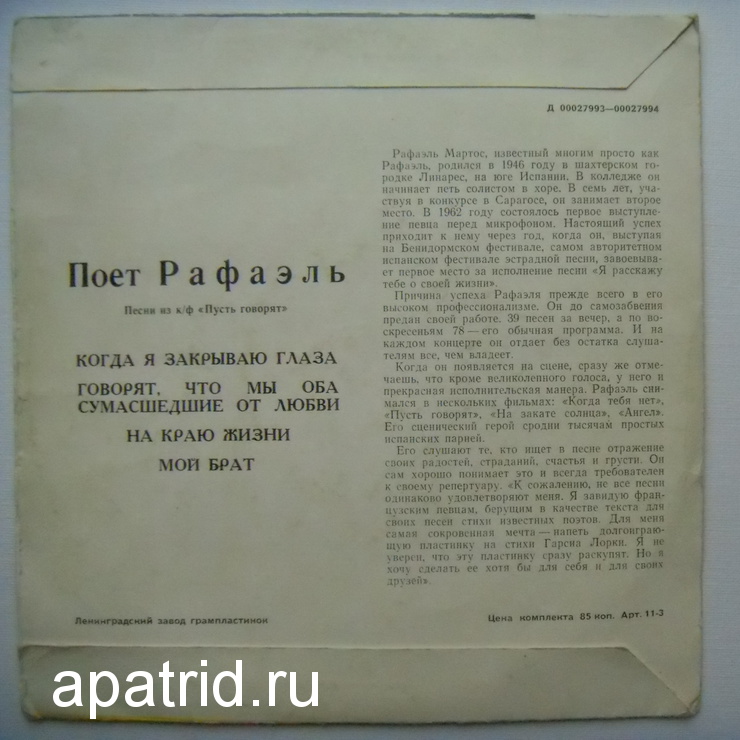 Д 00027993—00027994
Поет Рафаэль
Песни из к/ф «Пусть говорят»
КОГДА Я ЗАКРЫВАЮ ГЛАЗА
ГОВОРЯТ, ЧТО МЫ ОБА
СУМАСШЕДШИЕ ОТ ЛЮБВИ
НА КРАЮ ЖИЗНИ
МОЙ БРАТ
Рафаэль Мартос, известный многим просто как
Рафаэль, родился в 1946 году в шахтерском го-
родке Линарес, на юге Испании. В колледже он
начинает петь солистом в хоре. В семь лет, учас-
твуя в конкурсе в Сарагосе, он занимает второе
место. В 1962 году состоялось первое выступле-
ние певца перед микрофоном. Настоящий успех
приходит к нему через год, когда он, выступая
на Бенидормском фестивале, самом авторитетном
испанском фестивале эстрадной песни, завоевыва-
ет первое место за исполнение песни «Я расскажу
тебе о своей жизни».
Причина успеха Рафаэля прежде всего в его
высоком профессионализме. Он до самозабвения
предан своей работе. 39 песен за вечер, а по во-
скресеньям 78 — его обычная программа. И на
каждом концерте он отдает без остатка слуша-
телям все, чем владеет.
Когда он появляется на сцене, сразу же отме-
чаешь, что кроме великолепного голоса, у него и
прекрасная исполнительская манера. Рафаэль сни-
мался в нескольких фильмах: «Когда тебя нет»,
«Пусть говорят», «На закате солнца», «Ангел».
Его сценический герой сродни тысячам простых
испанских парней.
Его слушают те, кто ищет в песне отражение
своих радостей, страданий, счастья и грусти. Он
сам хорошо понимает это и всегда требователен
к своему репертуару. «К сожалению, не все песни
одинаково удовлетворяют меня. Я завидую фран-
цузским певцам, берущим в качестве текста для
своих песен стихи известных поэтов. Для меня
самая сокровенная мечта — напеть долгоиграю-
щую пластинку на стихи Гарсиа Лорки. Я не
уверен, что эту пластинку сразу раскупят. Но я
хочу сделать ее хотя бы для себя и для своих
друзей».
Ленинградский завод грампластинок
Цена комплекта 85 коп. Арт. 11-3
apatrid.ru